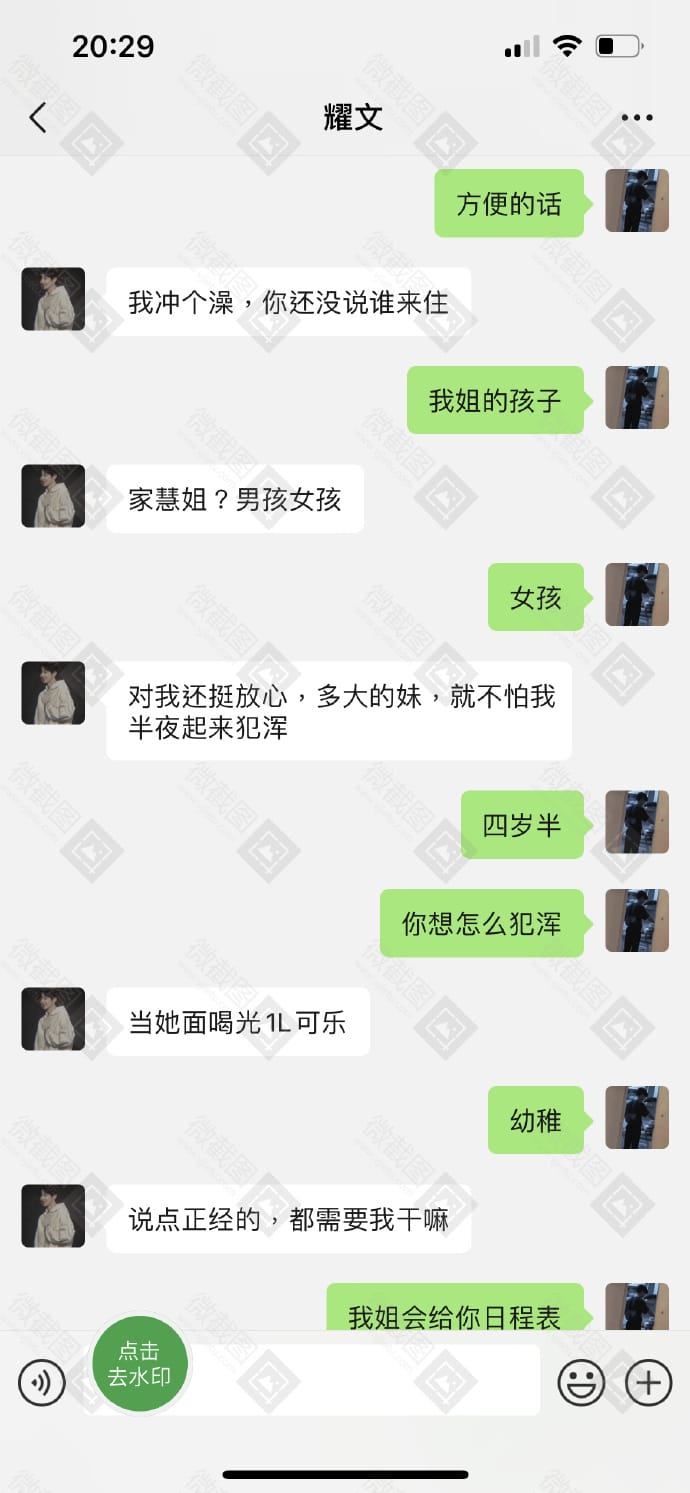 20:29
耀文
方便的话
我冲个澡，你还没说谁来住
我姐的孩子
家慧姐？男孩女孩
女孩
对我还挺放心，多大的妹，就不怕我
半夜起来犯浑
四岁半
你想怎么犯浑
当她面喝光1L可乐
幼稚
说点正经的，都需要我干嘛
我姐会给你日程表
点击
去水印
微截图